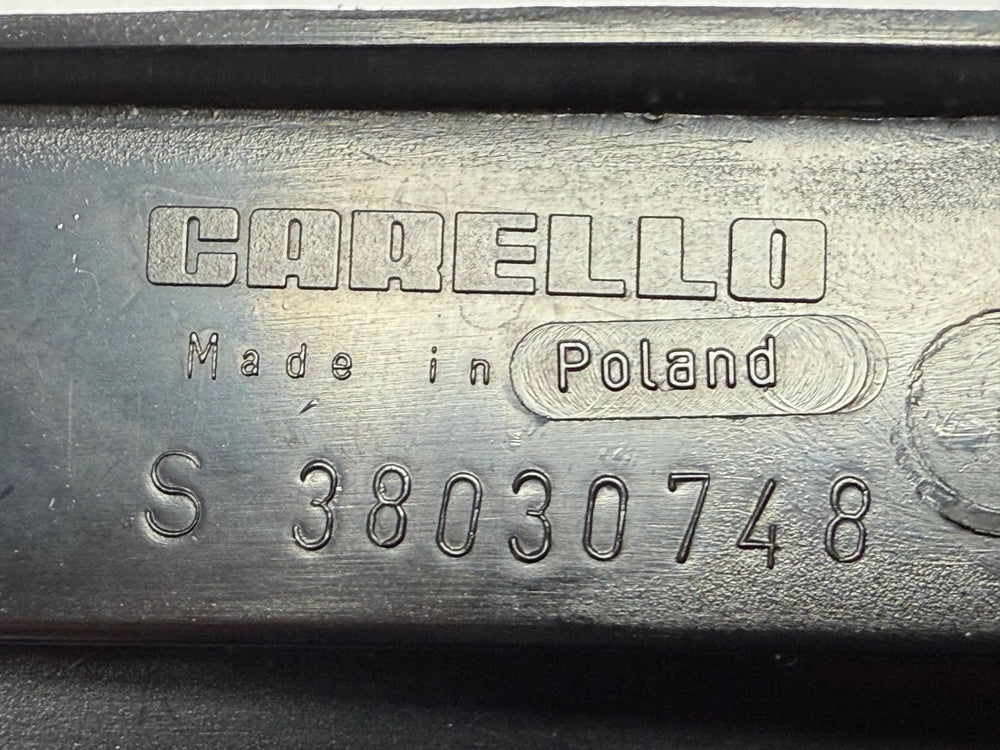 CARELLO
Made in Poland
S 38030748